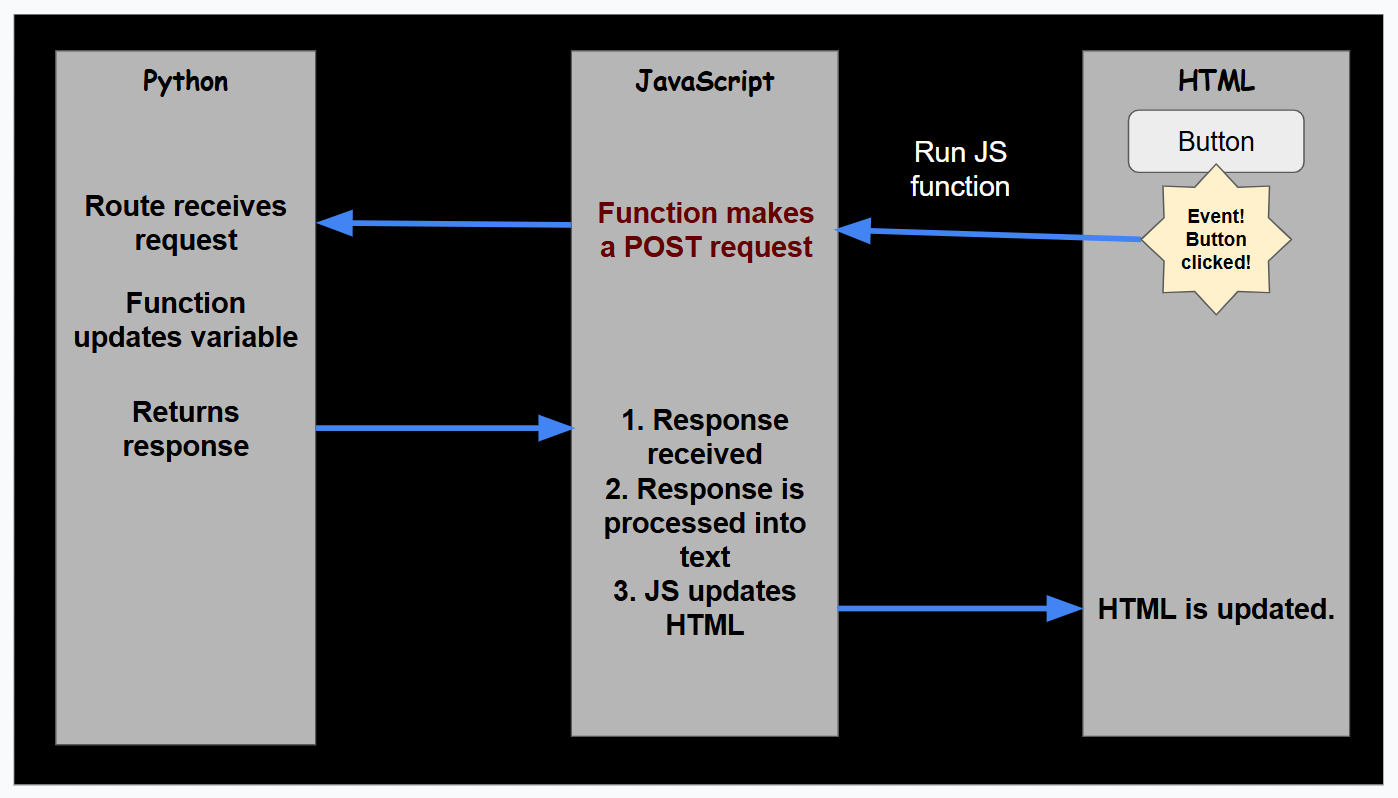 Python
Route receives
request
Function
updates variable
Returns
response
JavaScript
Function makes
a POST request
1. Response
received
2. Response is
processed into
text
3. JS updates
HTML
Run JS
function
HTML
Button
Event!
Button
clicked!
HTML is updated.